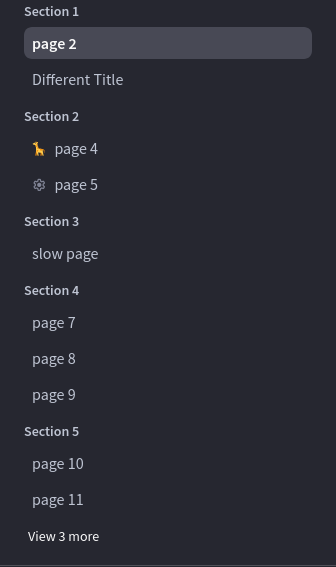 Section 1
page 2
Different Title
Section 2
page 4
page 5
Section 3
slow page
Section 4
page 7
page 8
page 9
Section 5
page 10
page 11
View 3 more